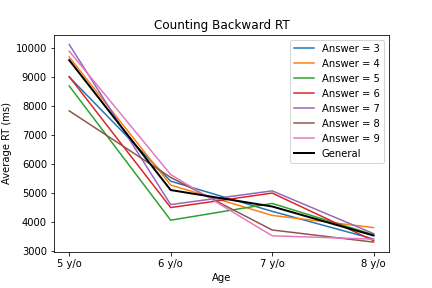 Counting Backward RT
10000
9000
8000
7000
6000
5000
4000
3000
Average RT (ms)
Answer = 3
Answer = 4
Answer = 5
Answer = 6
Answer = 7
Answer = 8
Answer = 9
General
5 y/o
6 y/o
7 y/o
8 y/o
Age